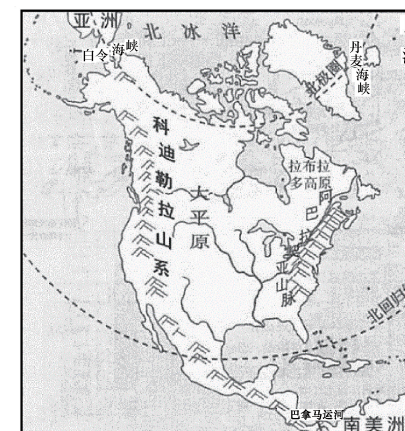 亚洲
北冰洋
白令海峡
丹麦海峡
北极圈
科迪勒拉山系
大平原
拉布拉
多高原
阿巴拉契亚山脉
北回归
巴拿马运河
南美洲